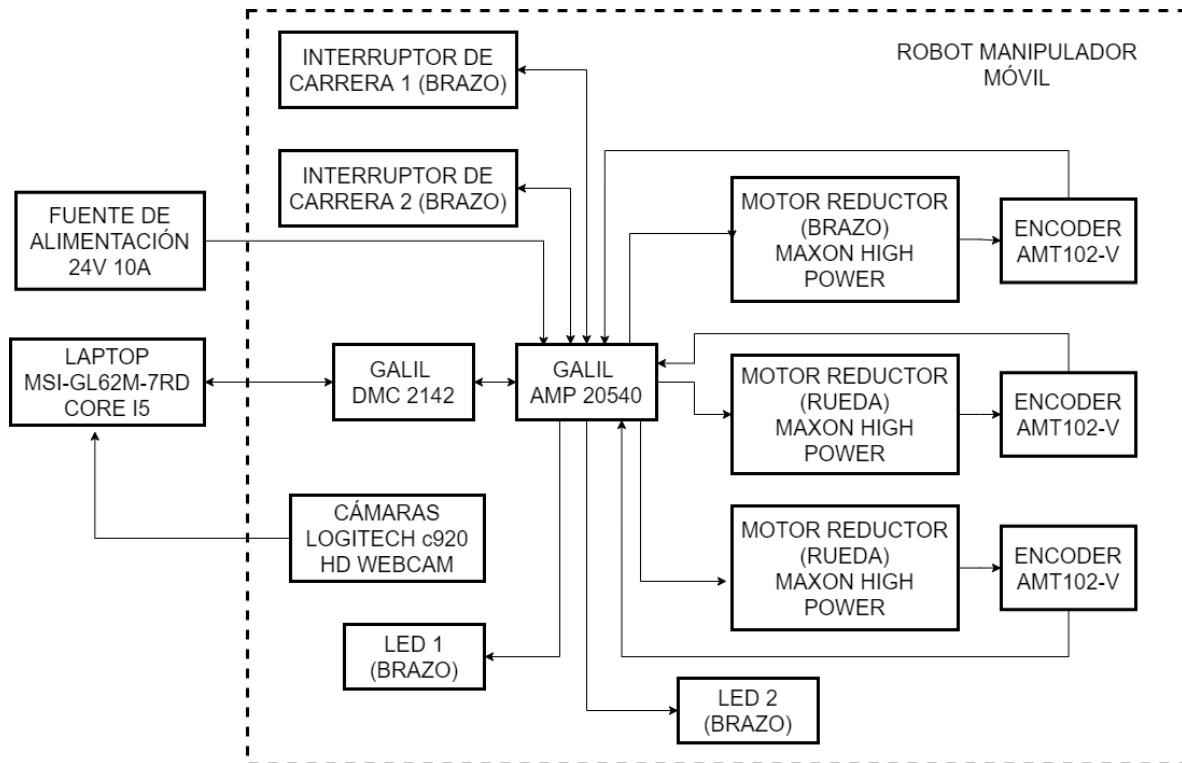 INTERRUPTOR DE
CARRERA 1 (BRAZO)
ROBOT MANIPULADOR
MÓVIL
INTERRUPTOR DE
CARRERA 2 (BRAZO)
FUENTE DE
ALIMENTACIÓN
24V 10A
MOTOR REDUCTOR
(BRAZO)
MAXON HIGH
POWER
ENCODER
AMT102-V
LAPTOP
MSI-GL62M-7RD
CORE I5
GALIL
DMC 2142
GALIL
AMP 20540
MOTOR REDUCTOR
(RUEDA)
MAXON HIGH
POWER
ENCODER
AMT102-V
CÁMARAS
LOGITECH c920
HD WEBCAM
MOTOR REDUCTOR
(RUEDA)
MAXON HIGH
POWER
ENCODER
AMT102-V
LED 1
(BRAZO)
LED 2
(BRAZO)